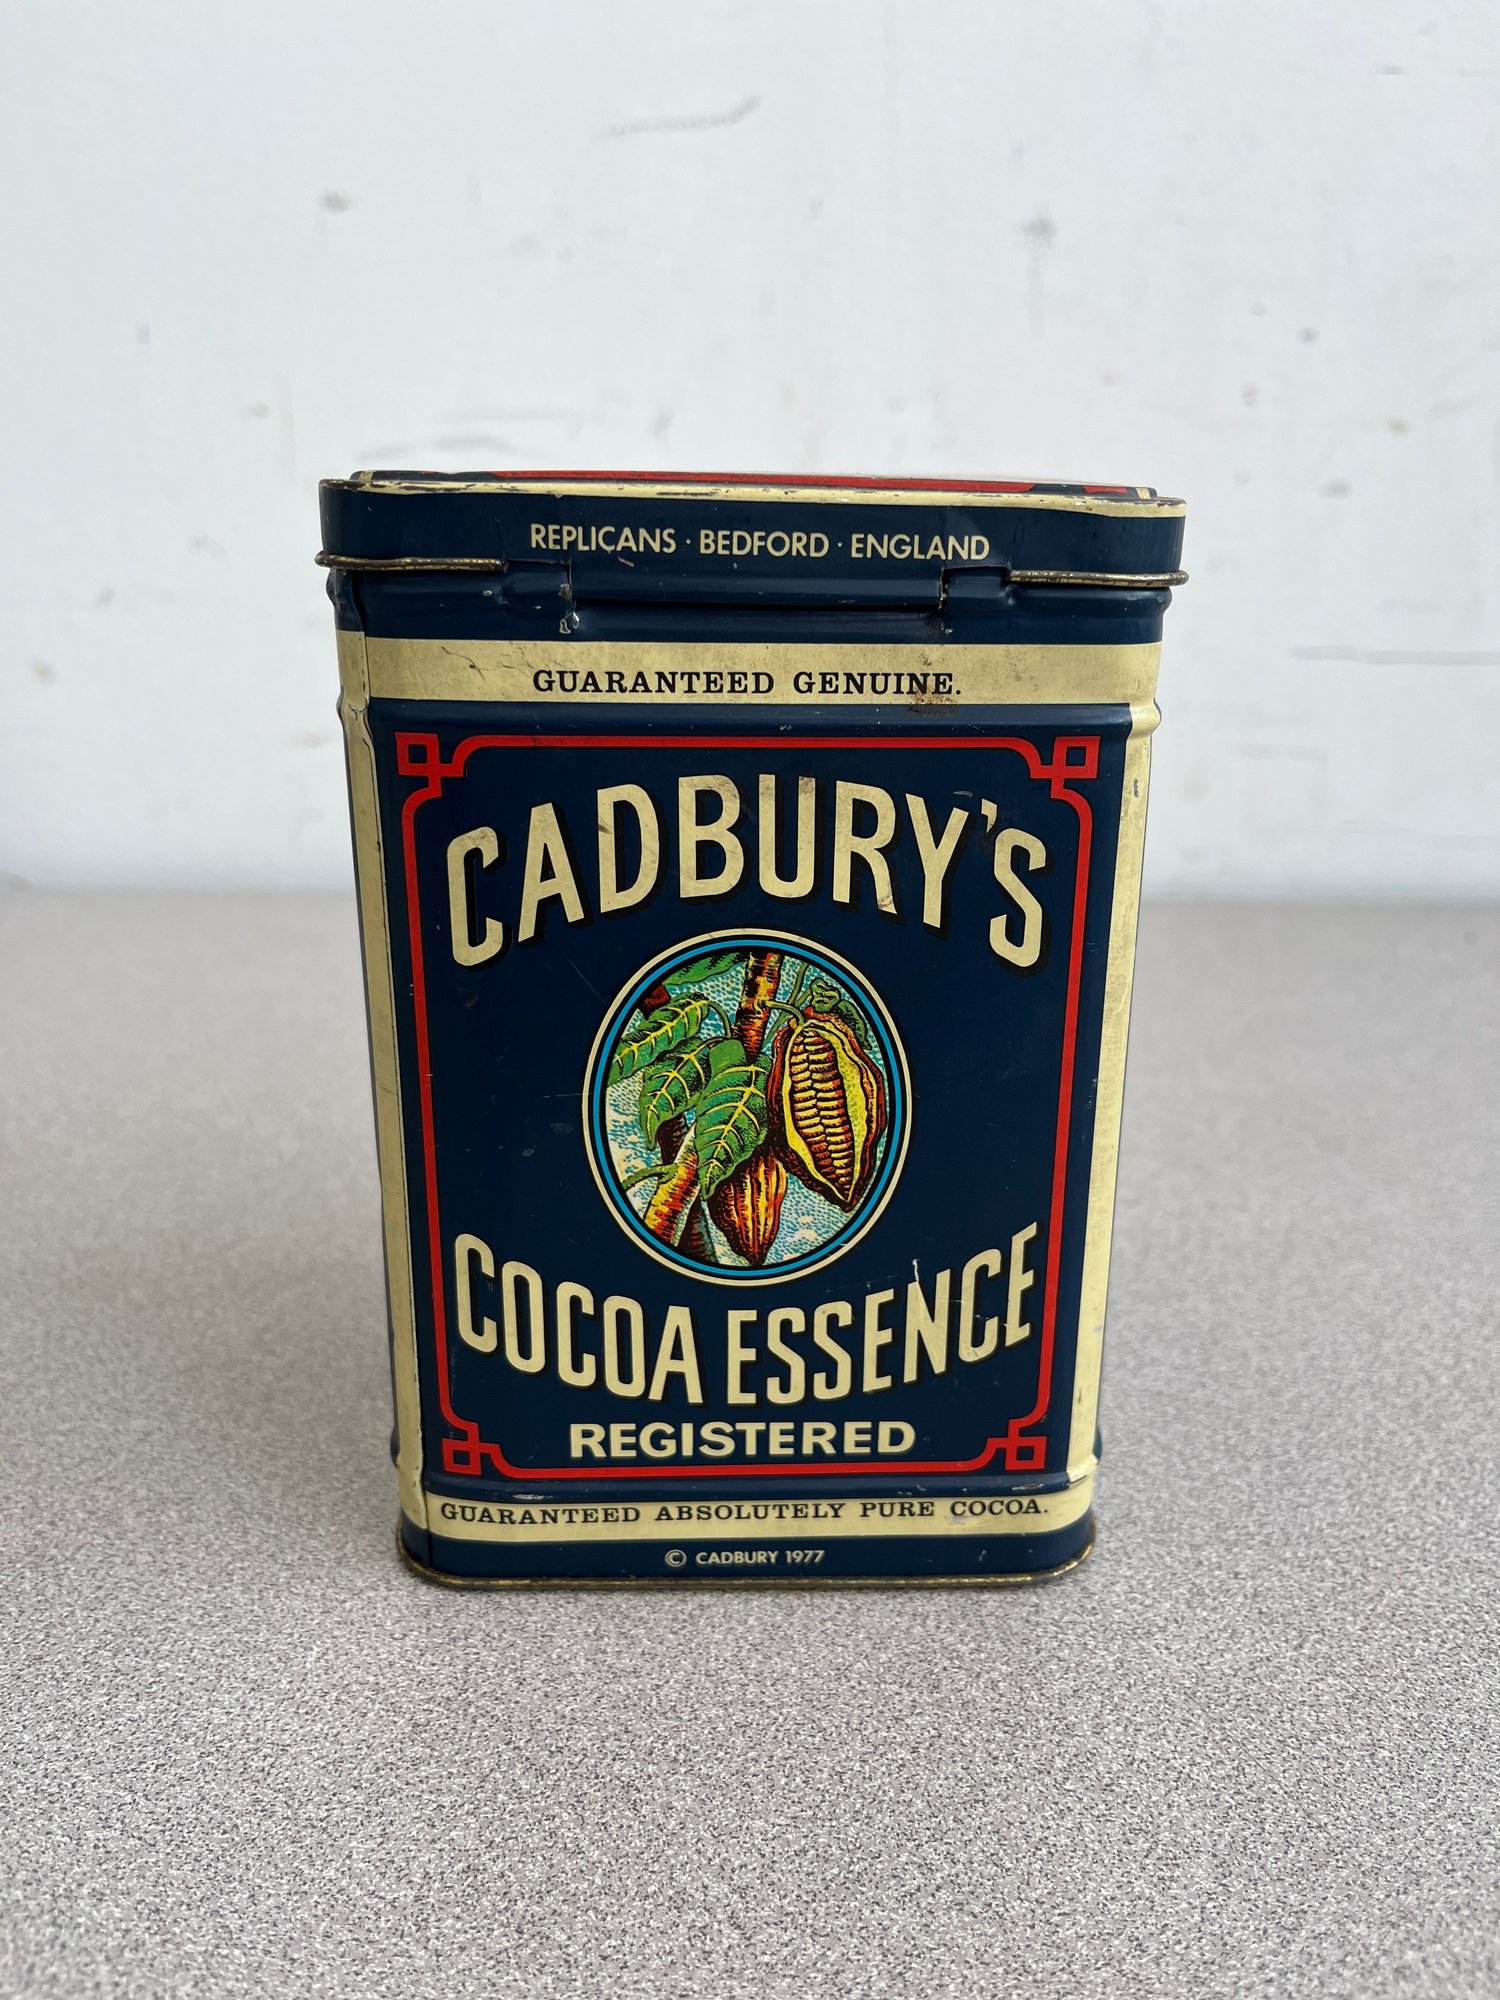 REPLICANS · BEDFORD · ENGLAND
GUARANTEED GENUINE.
CADBURY'S
COCOA ESSENCE
REGISTERED
GUARANTEED ABSOLUTELY PURE COCOA.
© CADBURY 1977